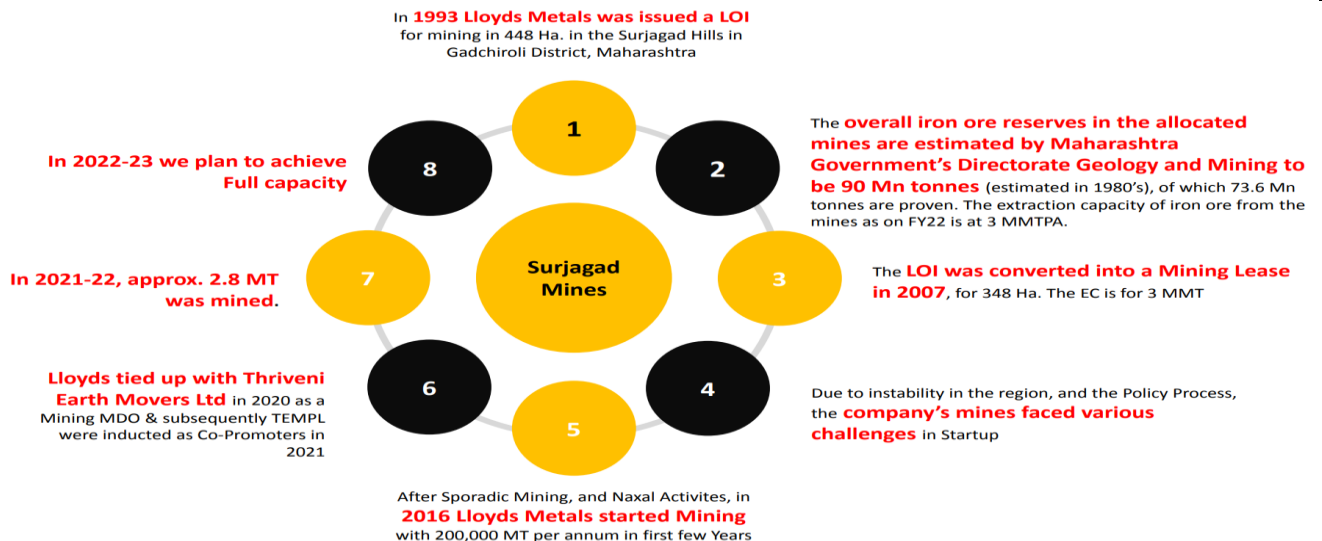 In 1993 Lloyds Metals was issued a LOI
for mining in 448 Ha. in the Surjagad Hills in
Gadchiroli District, Maharashtra
1
2
The overall iron ore reserves in the allocated
mines are estimated by Maharashtra
Government's Directorate Geology and Mining to
be 90 Mn tonnes (estimated in 1980's), of which 73.6 Mn
tonnes are proven. The extraction capacity of iron ore from the
mines as on FY22 is at 3 MMTPA.
3
The LOI was converted into a Mining Lease
in 2007, for 348 Ha. The EC is for 3 MMT
4
Due to instability in the region, and the Policy Process,
the company's mines faced various
challenges in Startup
5
After Sporadic Mining, and Naxal Activites, in
2016 Lloyds Metals started Mining
with 200,000 MT per annum in first few Years
6
Lloyds tied up with Thriveni
Earth Movers Ltd in 2020 as a
Mining MDO & subsequently TEMPL
were inducted as Co-Promoters in
2021
7
In 2021-22, approx. 2.8 MT
was mined.
8
In 2022-23 we plan to achieve
Full capacity
Surjagad
Mines